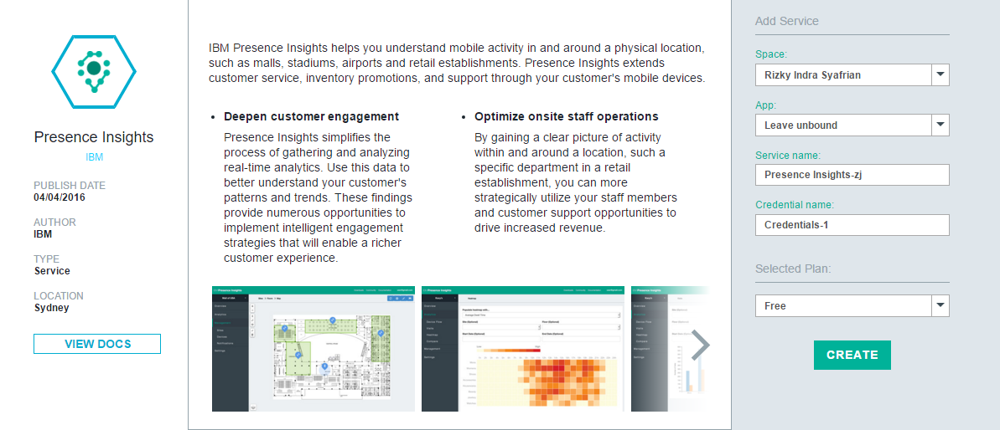 Presence Insights
IBM
PUBLISH DATE
04/04/2016
AUTHOR
IBM
TYPE
Service
LOCATION
Sydney
VIEW DOCS
IBM Presence Insights helps you understand mobile activity in and around a physical location,
such as malls, stadiums, airports and retail establishments. Presence Insights extends
customer service, inventory promotions, and support through your customer's mobile devices.
• Deepen customer engagement
Presence Insights simplifies the
process of gathering and analyzing
real-time analytics. Use this data to
better understand your customer's
patterns and trends. These findings
provide numerous opportunities to
implement intelligent engagement
strategies that will enable a richer
customer experience.
• Optimize onsite staff operations
By gaining a clear picture of activity
within and around a location, such a
specific department in a retail
establishment, you can more
strategically utilize your staff members
and customer support opportunities to
drive increased revenue.
Add Service
Space:
Rizky Indra Syafrian
App:
Leave unbound
Service name:
Presence Insights-zj
Credential name:
Credentials-1
Selected Plan:
Free
CREATE